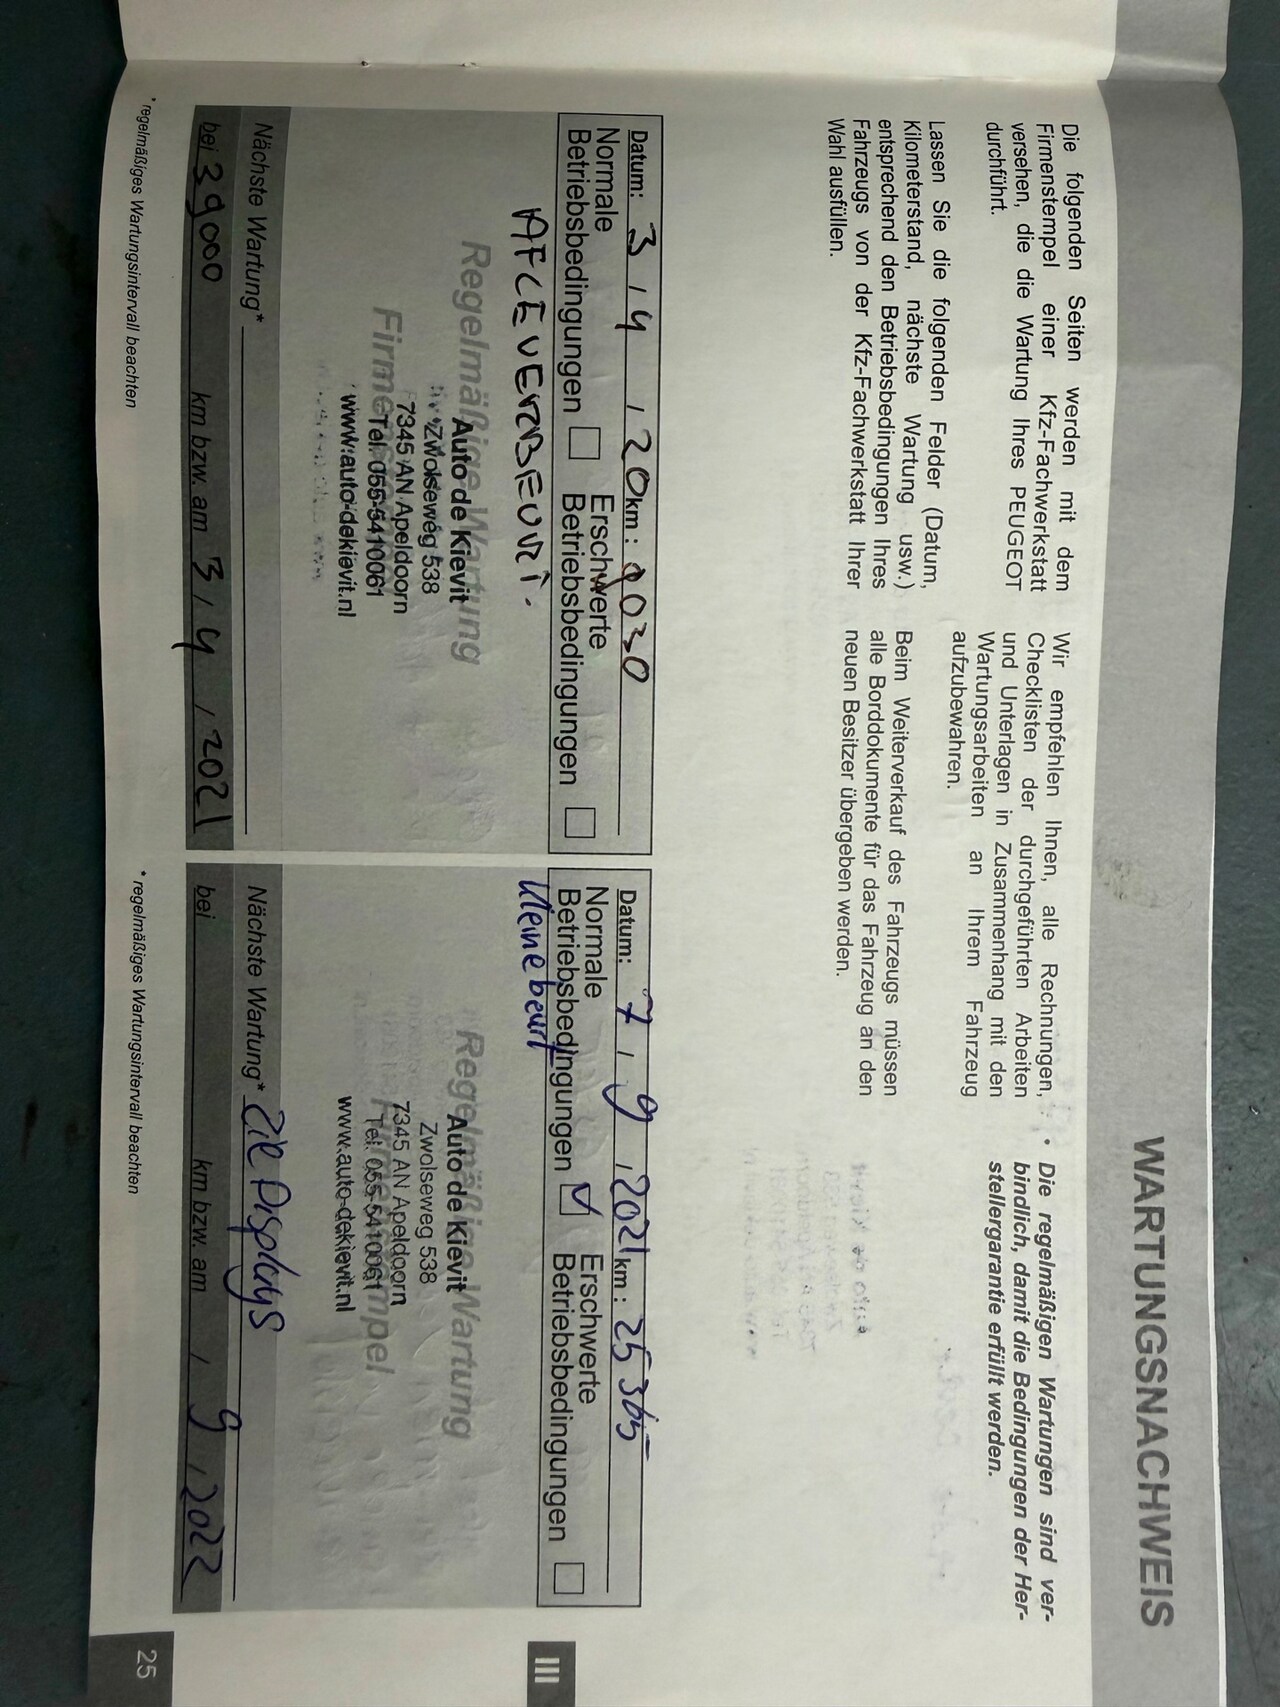 WARTUNGSNACHWEIS
Die folgenden Seiten werden mit dem
Firmenstempel einer Kfz-Fachwerkstatt
versehen, die die Wartung Ihres PEUGEOT
durchführt.
Lassen Sie die folgenden Felder (Datum,
Kilometerstand, nächste Wartung usw.)
entsprechend den Betriebsbedingungen Ihres
Fahrzeugs von der Kfz-Fachwerkstatt Ihrer
Wahl ausfüllen.
Wir empfehlen Ihnen, alle Rechnungen,
Checklisten der durchgeführten Arbeiten
und Unterlagen in Zusammenhang mit den
Wartungsarbeiten an Ihrem Fahrzeug
aufzubewahren.
Beim Weiterverkauf des Fahrzeugs müssen
alle Borddokumente für das Fahrzeug an den
neuen Besitzer übergeben werden.
• Die regelmäßigen Wartungen sind ver-
bindlich, damit die Bedingungen der Her-
stellergarantie erfüllt werden.
Datum: 3 / 4 / 20 km: 9030
Normale Betriebsbedingungen
Erschwerte Betriebsbedingungen
AFLEVERBEURT.
Regelmäßige Wartung
Auto de Kievit
Zwolseweg 538
7345 AN Apeldoorn
Tel. 055-5410061
www.auto-dekievit.nl
Nächste Wartung*
bei 39000 km bzw. am 3 / 4 / 2021
* regelmäßiges Wartungsintervall beachten
Datum: 7 / 9 / 2021 km: 25365
Normale Betriebsbedingungen
Erschwerte Betriebsbedingungen
Kleine beurt
Regelmäßige Wartung
Auto de Kievit
Zwolseweg 538
7345 AN Apeldoorn
Tel. 055-5410061
www.auto-dekievit.nl
Nächste Wartung* Zie Displays
bei km bzw. am / 9 / 2022
* regelmäßiges Wartungsintervall beachten
III
25